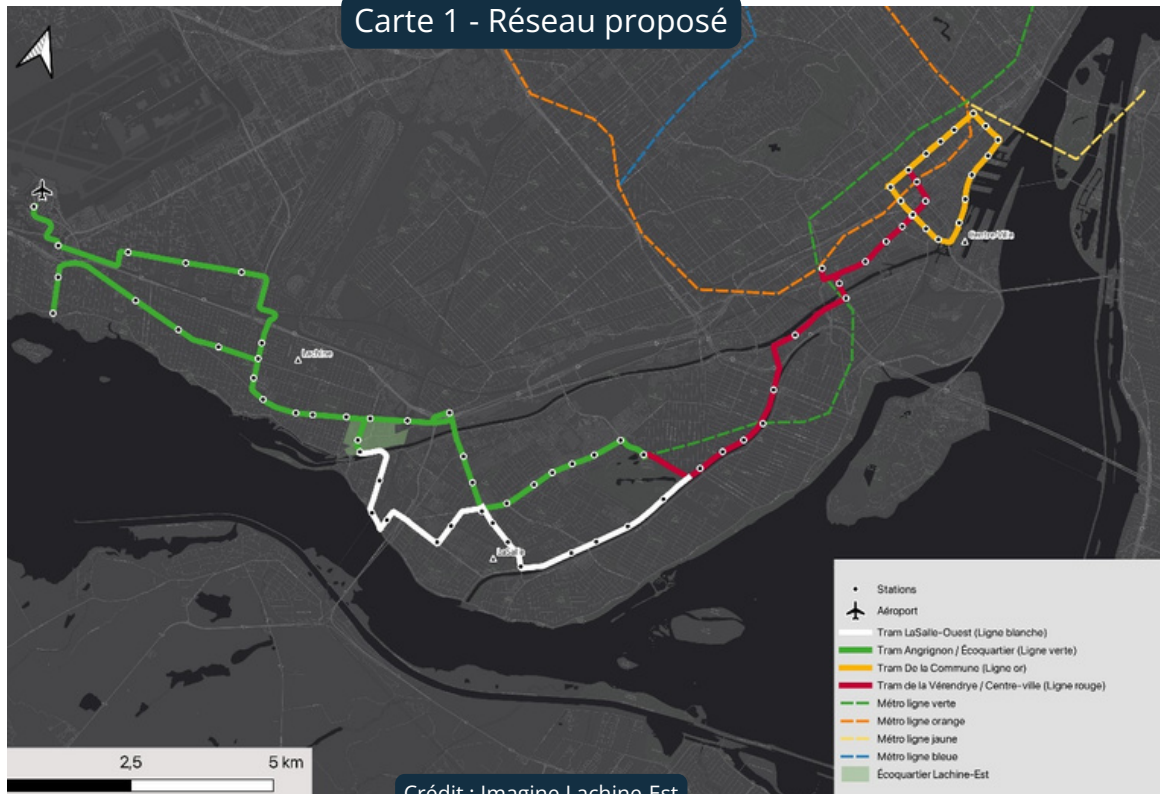 Carte 1 - Réseau proposé
Centre-Ville
Lachine
LaSalle
Stations
Aéroport
Tram LaSalle-Ouest (Ligne blanche)
Tram Angrignon / Écoquartier (Ligne verte)
Tram De la Commune (Ligne or)
Tram de la Vérendrye / Centre-ville (Ligne rouge)
Métro ligne verte
Métro ligne orange
Métro ligne jaune
Métro ligne bleue
Écoquartier Lachine-Est
2,5
5 km
Crédit : Imagine Lachine-Est